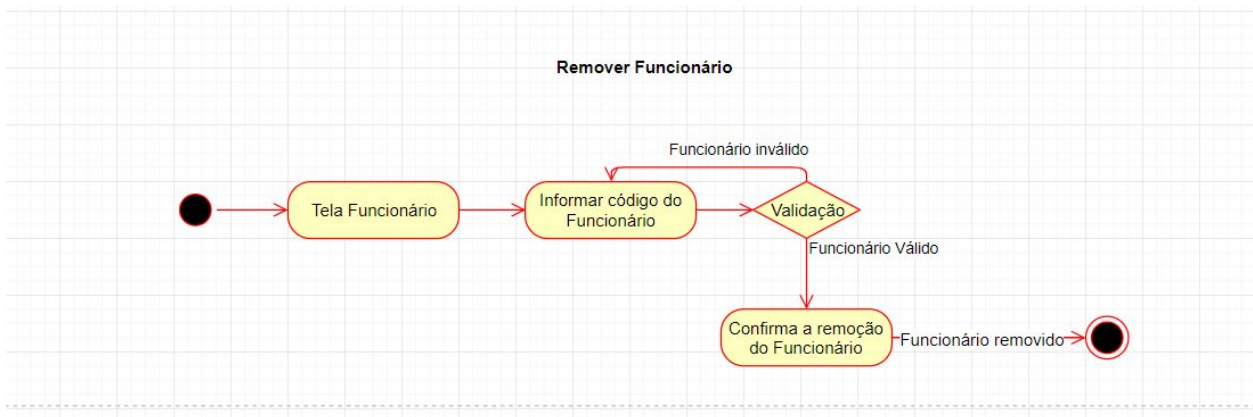 Remover Funcionário
Funcionário inválido
Tela Funcionário
Informar código do
Funcionário
Validação
Funcionário Válido
Confirma a remoção
do Funcionário
Funcionário removido